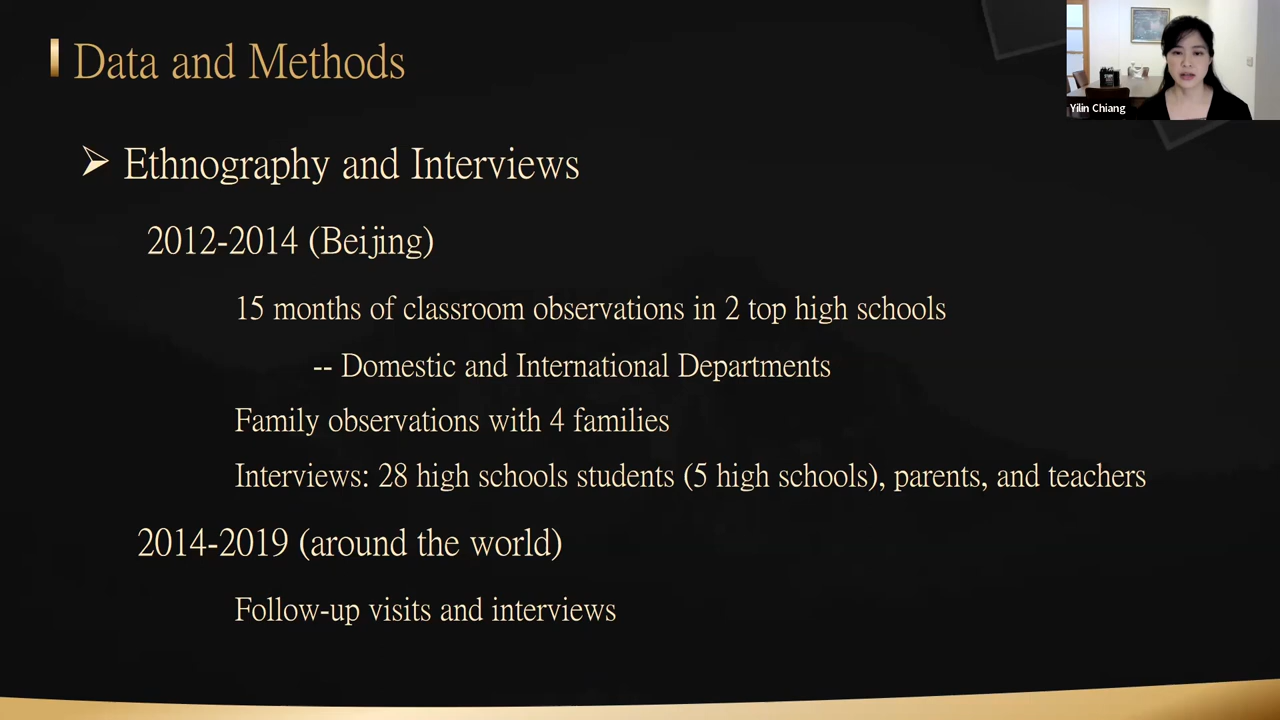 Data and Methods
Yilin Chiang
➢ Ethnography and Interviews
2012-2014 (Beijing)
15 months of classroom observations in 2 top high schools
-- Domestic and International Departments
Family observations with 4 families
Interviews: 28 high schools students (5 high schools), parents, and teachers
2014-2019 (around the world)
Follow-up visits and interviews